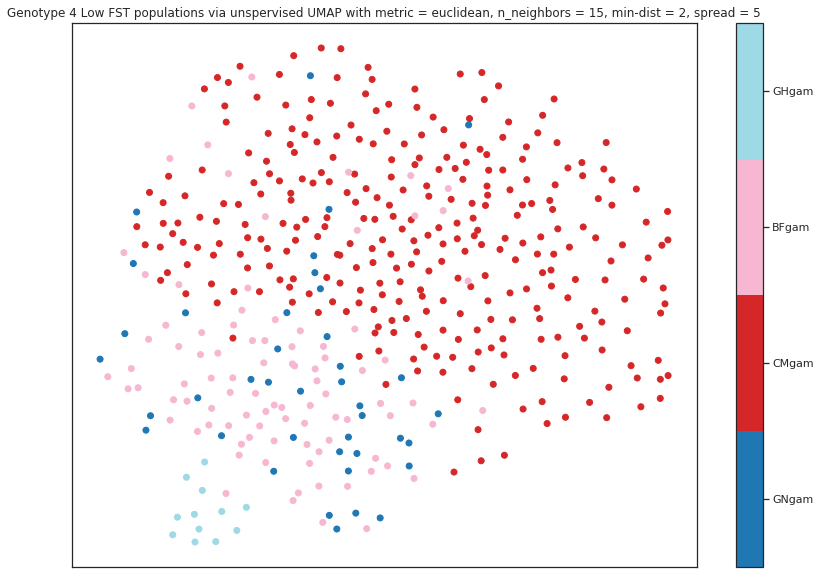 Genotype 4 Low FST populations via unspervised UMAP with metric = euclidean, n_neighbors = 15, min-dist = 2, spread = 5
GHgam
BFgam
CMgam
GNgam